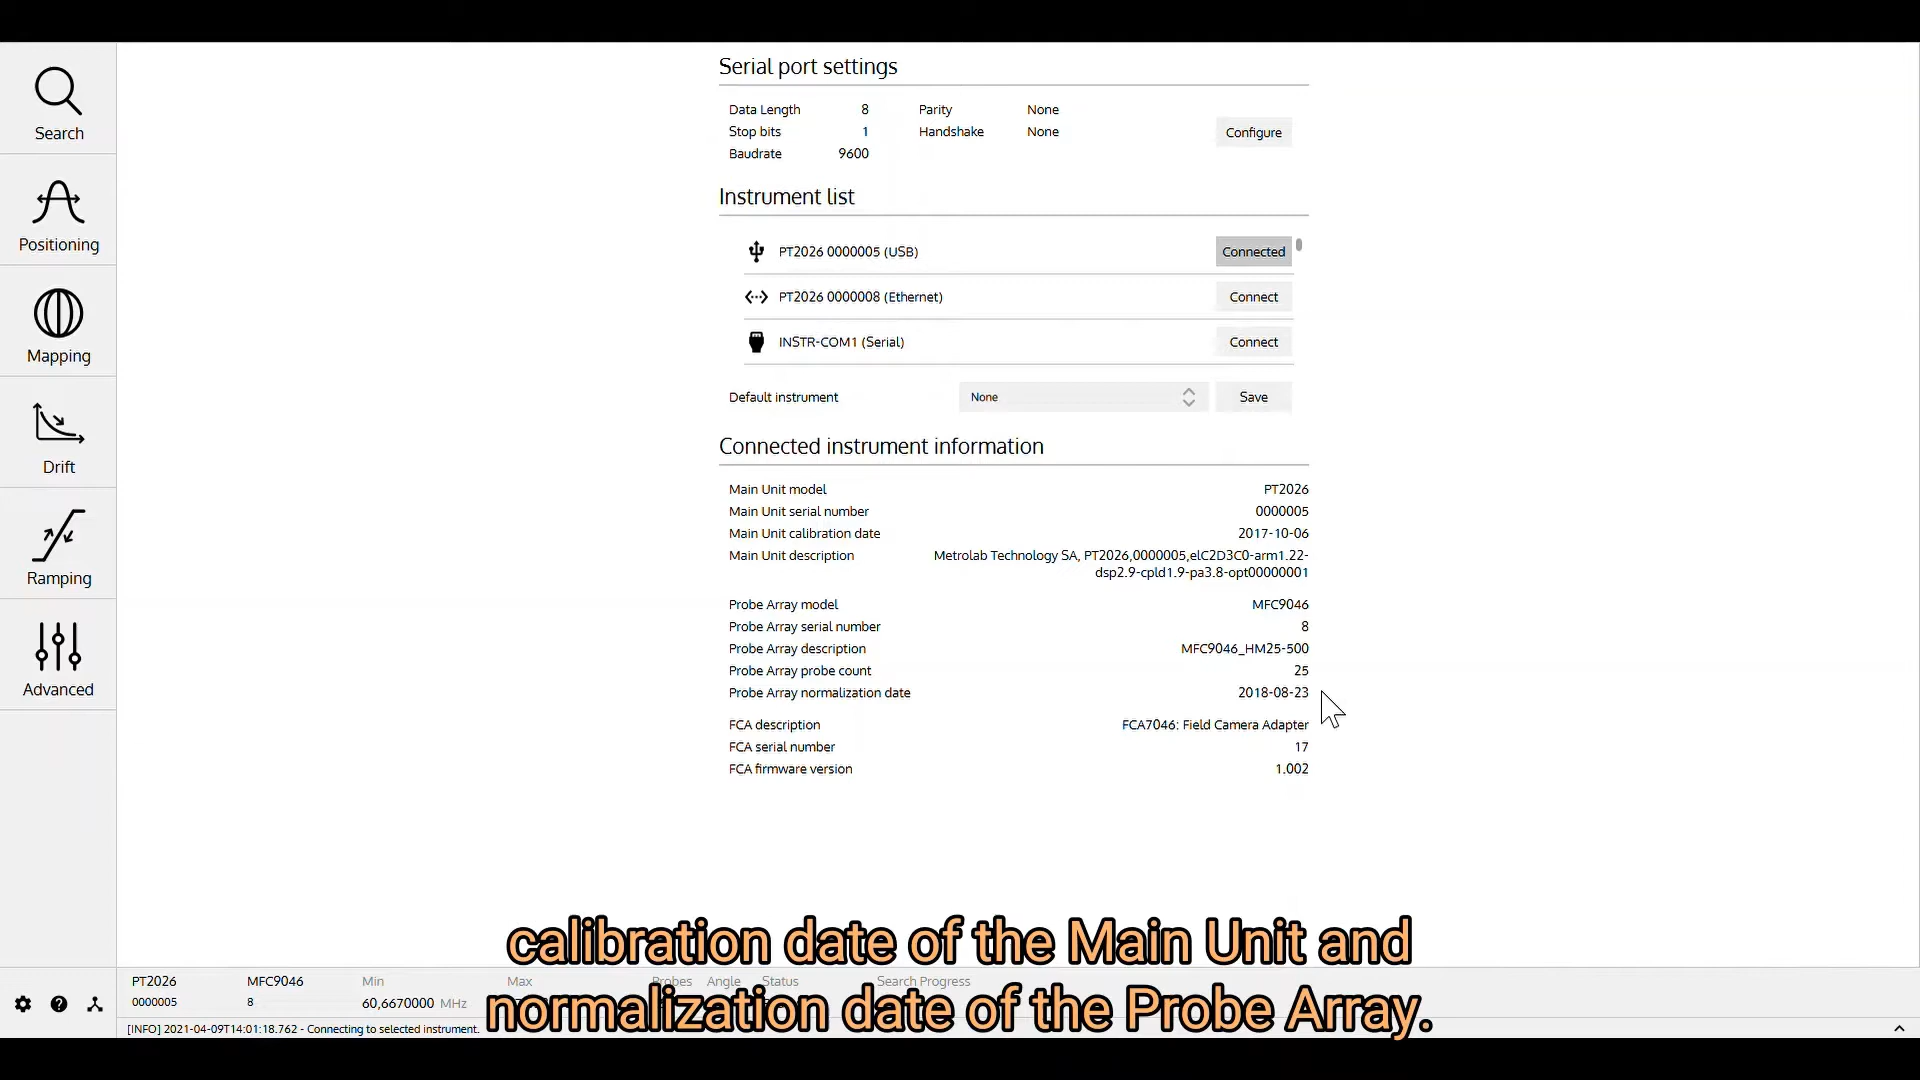 Search
Positioning
Mapping
Drift
Ramping
Advanced
Serial port settings
Data Length 8 Parity None
Stop bits 1 Handshake None
Baudrate 9600
Configure
Instrument list
PT2026 0000005 (USB) Connected
PT2026 0000008 (Ethernet) Connect
INSTR-COM1 (Serial) Connect
Default instrument None Save
Connected instrument information
Main Unit model PT2026
Main Unit serial number 0000005
Main Unit calibration date 2017-10-06
Main Unit description Metrolab Technology SA, PT2026,0000005,elC2D3C0-arm1.22-
dsp2.9-cpld1.9-pa3.8-opt00000001
Probe Array model MFC9046
Probe Array serial number 8
Probe Array description MFC9046_HM25-500
Probe Array probe count 25
Probe Array normalization date 2018-08-23
FCA description FCA7046: Field Camera Adapter
FCA serial number 17
FCA firmware version 1.002
calibration date of the Main Unit and
normalization date of the Probe Array.
PT2026 MFC9046 Min Max Probes Angle Status Search Progress
0000005 8 60,6670000 MHz
[INFO] 2021-04-09T14:01:18.762 - Connecting to selected instrument.